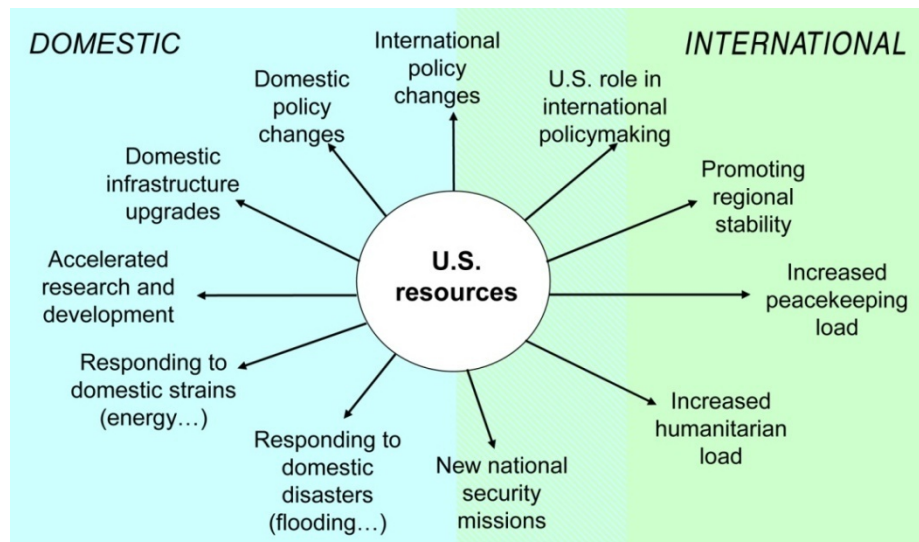 DOMESTIC
INTERNATIONAL
International
policy
changes
U.S. role in
international
policymaking
Domestic
policy
changes
Promoting
regional
stability
Domestic
infrastructure
upgrades
U.S.
resources
Accelerated
research and
development
Increased
peacekeeping
load
Responding to
domestic strains
(energy…)
Increased
humanitarian
load
Responding to
domestic
disasters
(flooding…)
New national
security
missions